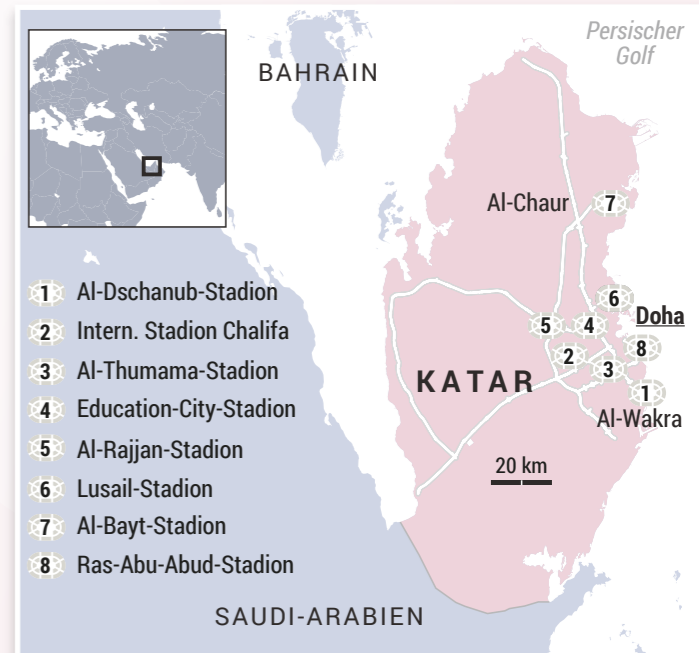 Persischer
Golf
BAHRAIN
Al-Chaur
7
6
Doha
5
4
8
2
3
KATAR
1
Al-Wakra
20 km
1 Al-Dschanub-Stadion
2 Intern. Stadion Chalifa
3 Al-Thumama-Stadion
4 Education-City-Stadion
5 Al-Rajjan-Stadion
6 Lusail-Stadion
7 Al-Bayt-Stadion
8 Ras-Abu-Abud-Stadion
SAUDI-ARABIEN